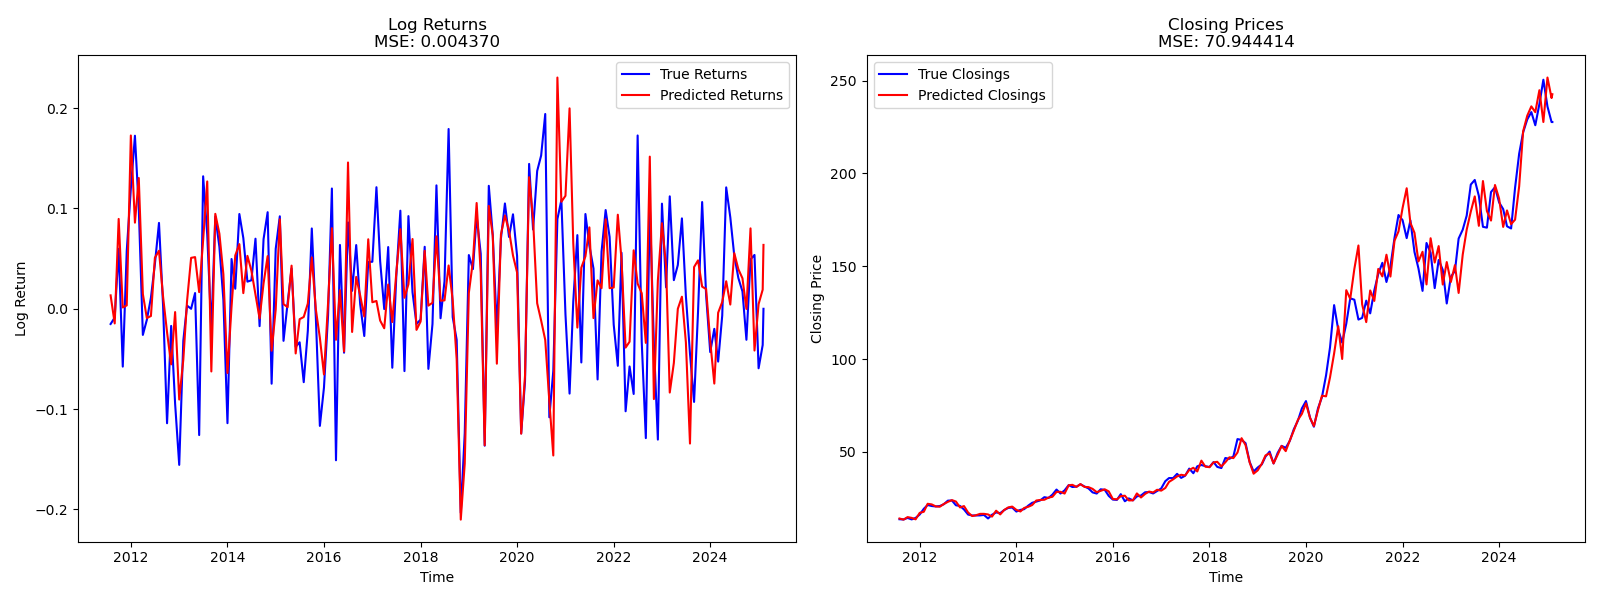 Log Returns
MSE: 0.004370
True Returns
Predicted Returns
0.2
0.1
0.0
−0.1
−0.2
Log Return
2012 2014 2016 2018 2020 2022 2024
Time
Closing Prices
MSE: 70.944414
True Closings
Predicted Closings
250
200
150
100
50
Closing Price
2012 2014 2016 2018 2020 2022 2024
Time